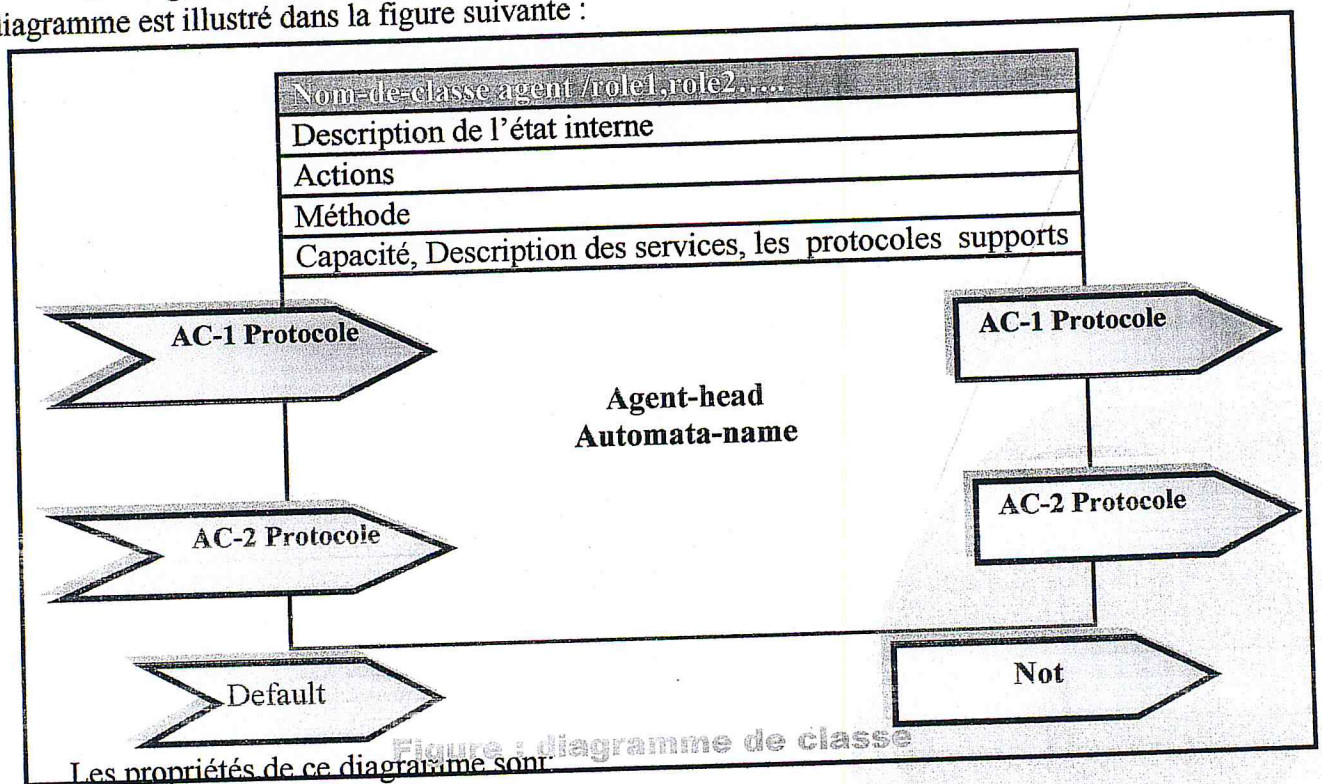 iagramme est illustré dans la figure suivante :
Nom-de-classe agent /role1,role2.....
Description de l'état interne
Actions
Méthode
Capacité, Description des services, les protocoles supports
AC-1 Protocole
AC-1 Protocole
Agent-head
Automata-name
AC-2 Protocole
AC-2 Protocole
Default
Not
Figure : diagramme de classe
Les propriétés de ce diagramme sont: